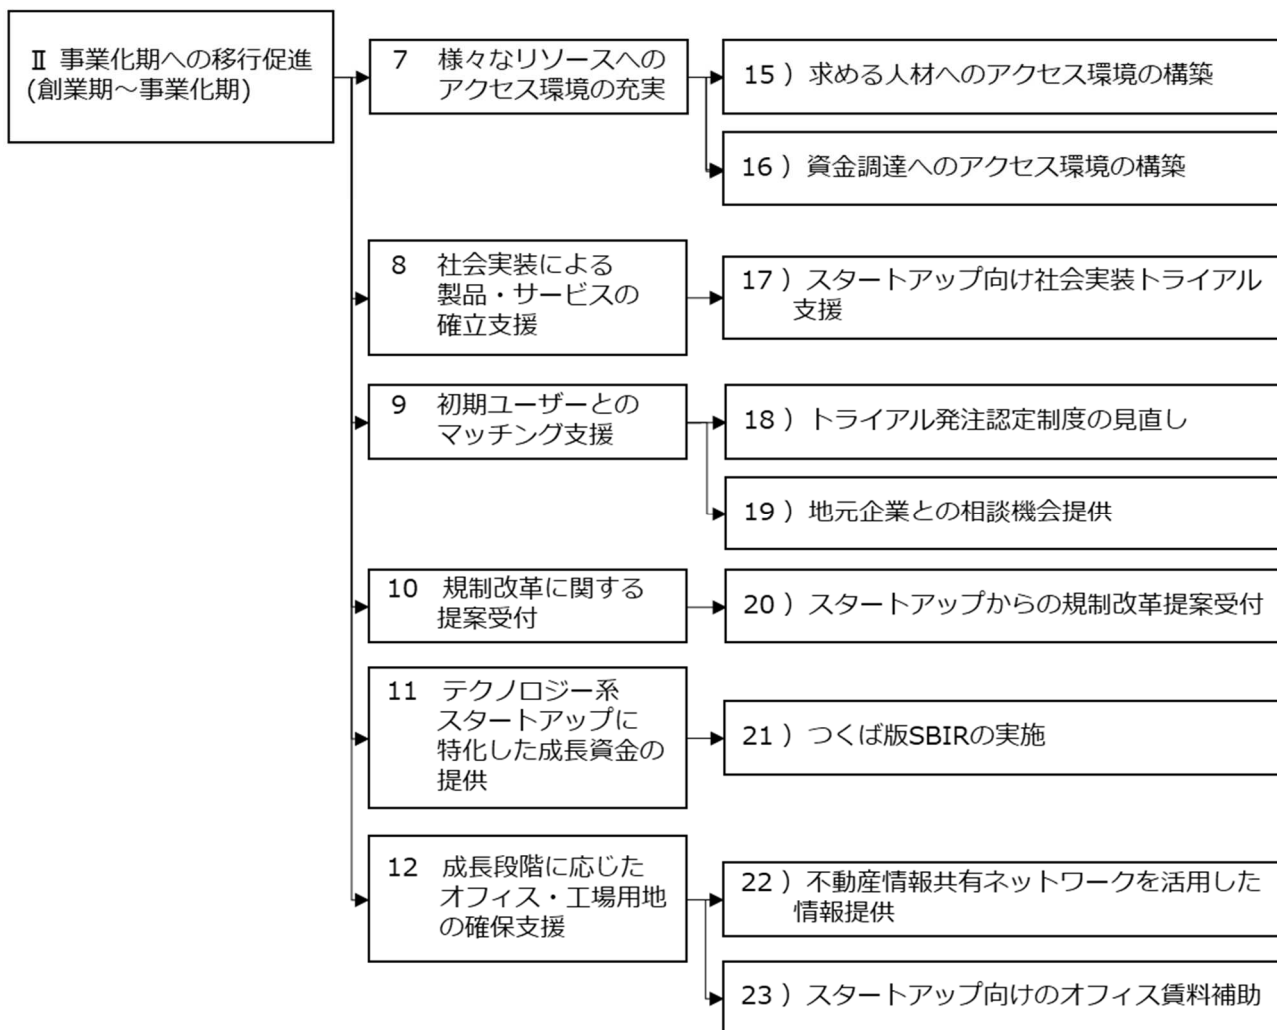 Ⅱ 事業化期への移行促進
(創業期～事業化期)
7 様々なリソースへの
アクセス環境の充実
15）求める人材へのアクセス環境の構築
16）資金調達へのアクセス環境の構築
8 社会実装による
製品・サービスの
確立支援
17）スタートアップ向け社会実装トライアル
支援
9 初期ユーザーとの
マッチング支援
18）トライアル発注認定制度の見直し
19）地元企業との相談機会提供
10 規制改革に関する
提案受付
20）スタートアップからの規制改革提案受付
11 テクノロジー系
スタートアップに
特化した成長資金の
提供
21）つくば版SBIRの実施
12 成長段階に応じた
オフィス・工場用地
の確保支援
22）不動産情報共有ネットワークを活用した
情報提供
23）スタートアップ向けのオフィス賃料補助